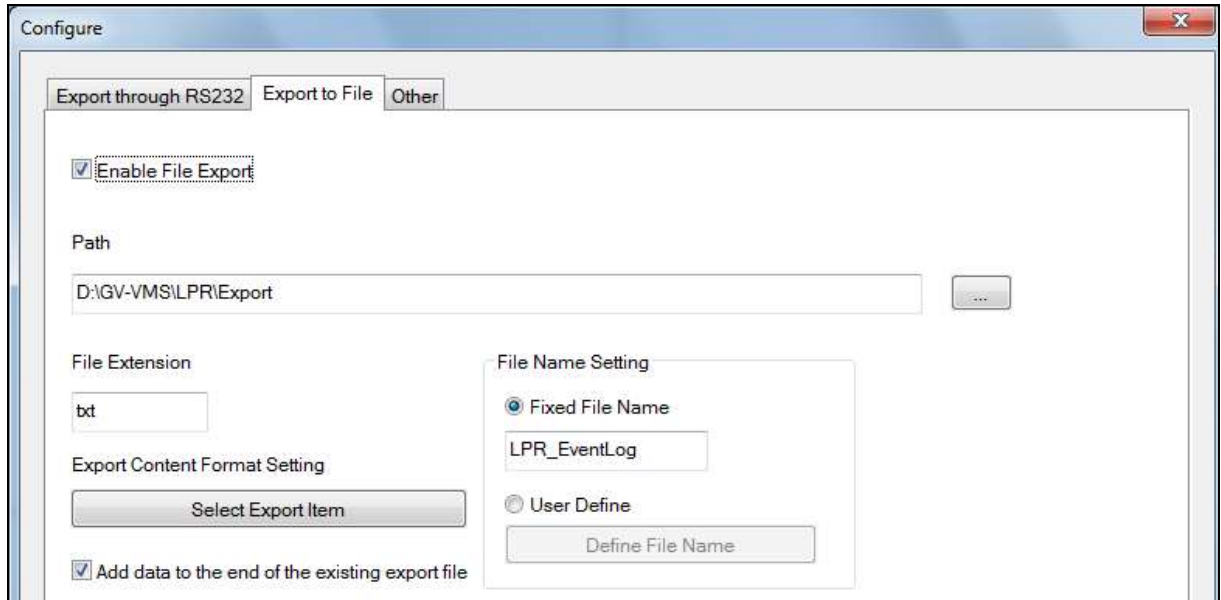 Configure
Export through RS232 Export to File Other
Enable File Export
Path
D:\GV-VMS\LPR\Export
...
File Extension
txt
Export Content Format Setting
Select Export Item
Add data to the end of the existing export file
File Name Setting
Fixed File Name
LPR_EventLog
User Define
Define File Name